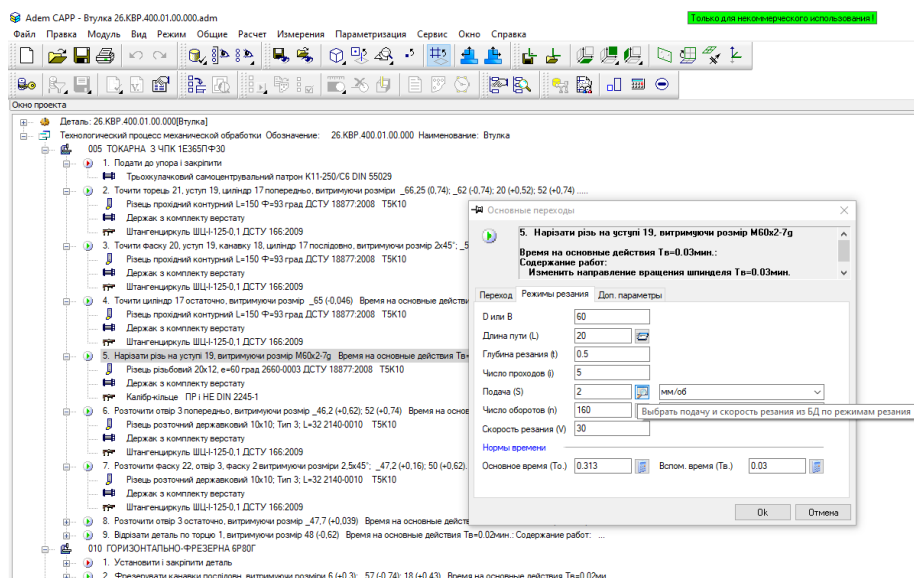 Adem CAPP - Втулка 26.КВР.400.01.00.000.adm
Только для некоммерческого использования!
Файл Правка Модуль Вид Режим Общие Расчет Измерения Параметризация Сервис Окно Справка
Окно проекта
Деталь: 26.КВР.400.01.00.000[Втулка]
Технологический процесс механической обработки Обозначение: 26.КВР.400.01.00.000 Наименование: Втулка
005 ТОКАРНА З ЧПК 1Е365ПФ30
1. Подати до упора і закріпити
Трьохкулачковий самоцентрувальний патрон К11-250/С6 DIN 55029
2. Точити торець 21, уступ 19, циліндр 17 попередньо, витримуючи розміри _66,25 (0,74); _62 (-0,74); 20 (+0,52); 52 (+0,74) .....
Різець прохідний контурний L=150 Ф=93 град ДСТУ 18877:2008 Т5К10
Держак з комплекту верстату
Штангенциркуль ШЦ-І-125-0,1 ДСТУ 166:2009
3. Точити фаску 20, уступ 19, канавку 18, циліндр 17 послідовно, витримуючи розміри 2х45°; _5
Різець прохідний контурний L=150 Ф=93 град ДСТУ 18877:2008 Т5К10
Держак з комплекту верстату
Штангенциркуль ШЦ-І-125-0,1 ДСТУ 166:2009
4. Точити циліндр 17 остаточно, витримуючи розмір _65 (-0,046) Время на основные действи
Різець прохідний контурний L=150 Ф=93 град ДСТУ 18877:2008 Т5К10
Держак з комплекту верстату
Штангенциркуль ШЦ-І-125-0,1 ДСТУ 166:2009
5. Нарізати різь на уступі 19, витримуючи розмір М60х2-7g Время на основные действия Тв=
Різець різьбовий 20х12, е=60 град 2660-0003 ДСТУ 18877:2008 Т5К10
Держак з комплекту верстату
Калібр-кільце ПР і НЕ DIN 2245-1
6. Розточити отвір 3 попередньо, витримуючи розмір _46,2 (+0,62); 52 (+0,74) Время на основ
Різець розточний державковий 10х10; Тип 3; L=32 2140-0010 Т5К10
Держак з комплекту верстату
Штангенциркуль ШЦ-І-125-0,1 ДСТУ 166:2009
7. Розточити фаску 22, отвір 3, фаску 2 витримуючи розміри 2,5х45°; _47,2 (+0,16); 50 (+0,62).
Різець розточний державковий 10х10; Тип 3; L=32 2140-0010 Т5К10
Держак з комплекту верстату
Штангенциркуль ШЦ-І-125-0,1 ДСТУ 166:2009
8. Розточити отвір 3 остаточно, витримуючи розмір _47,7 (+0,039) Время на основные действ
9. Відрізати деталь по торцю 1, витримуючи розмір 48 (-0,62) Время на основные действия Тв=0.02мин.: Содержание работ: ...
010 ГОРИЗОНТАЛЬНО-ФРЕЗЕРНА 6Р80Г
1. Установити і закріпити деталь
2. Фрезерувати канавки послідовн, витримуючи розміри 6 (+0,3); _57 (-0,74); 18 (+0,43) Время на основные действия Тв=0.02ми
Основные переходы
5. Нарізати різь на уступі 19, витримуючи розмір М60х2-7g
Время на основные действия Тв=0.03мин.:
Содержание работ:
Изменить направление вращения шпинделя Тв=0.03мин.
Переход Режимы резания Доп. параметры
D или B 60
Длина пути (L) 20
Глубина резания (t) 0.5
Число проходов (i) 5
Подача (S) 2 мм/об
Число оборотов (n) 160
Выбрать подачу и скорость резания из БД по режимам резания
Скорость резания (V) 30
Нормы времени
Основное время (То.) 0.313 Вспом. время (Тв.) 0.03
Ok Отмена